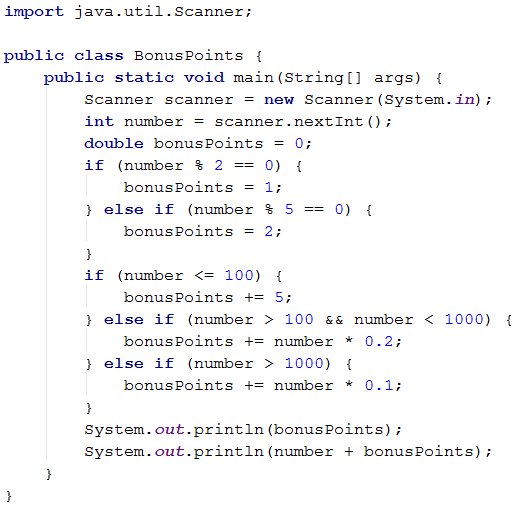 import java.util.Scanner;

public class BonusPoints {
    public static void main(String[] args) {
        Scanner scanner = new Scanner(System.in);
        int number = scanner.nextInt();
        double bonusPoints = 0;
        if (number % 2 == 0) {
            bonusPoints = 1;
        } else if (number % 5 == 0) {
            bonusPoints = 2;
        }
        if (number <= 100) {
            bonusPoints += 5;
        } else if (number > 100 && number < 1000) {
            bonusPoints += number * 0.2;
        } else if (number > 1000) {
            bonusPoints += number * 0.1;
        }
        System.out.println(bonusPoints);
        System.out.println(number + bonusPoints);
    }
}